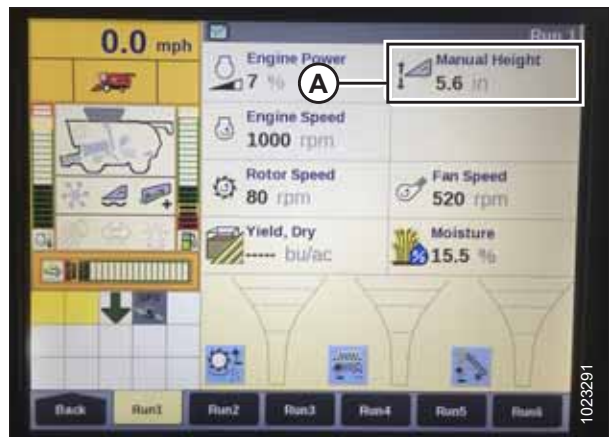 0.0 mph
Run 1
Engine Power
7 %
A
Manual Height
5.6 in
Engine Speed
1000 rpm
Rotor Speed
80 rpm
Fan Speed
520 rpm
Yield, Dry
----- bu/ac
Moisture
15.5 %
Back
Run1
Run2
Run3
Run4
Run5
Run6
1023291